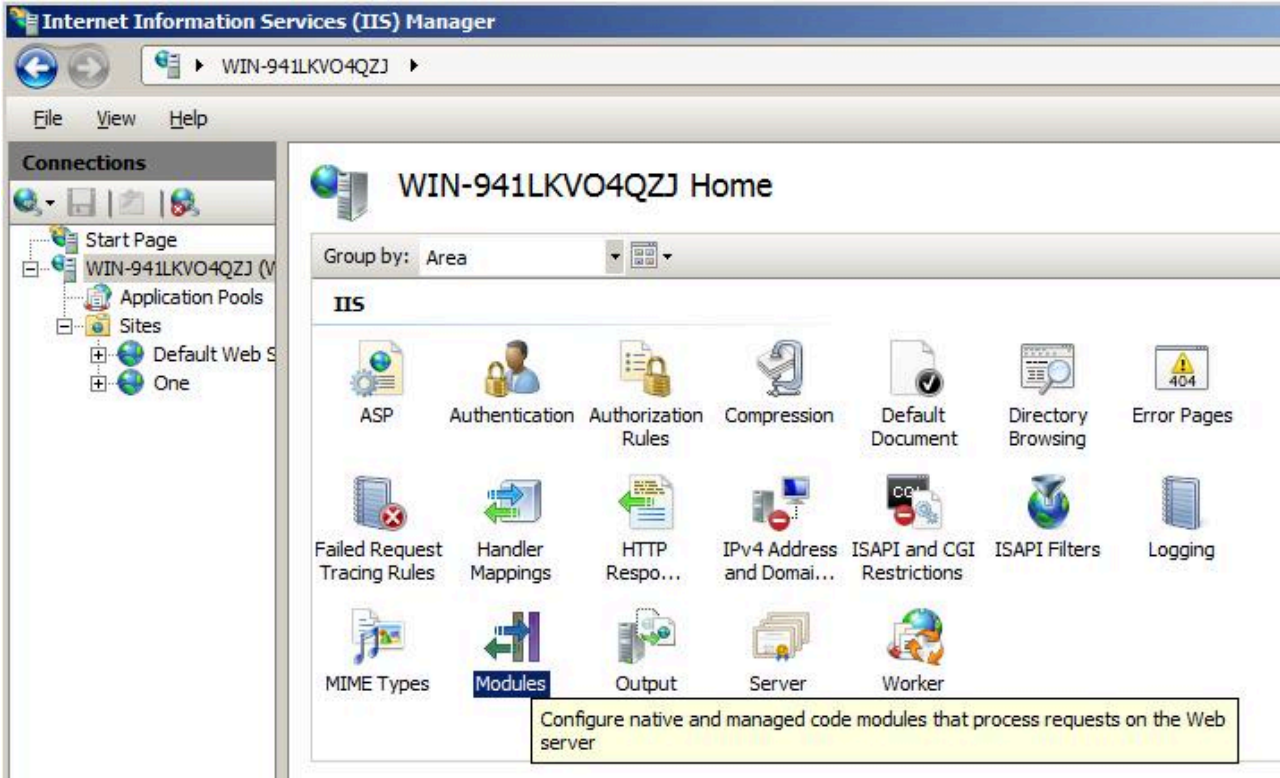 Internet Information Services (IIS) Manager
WIN-941LKVO4QZJ
File View Help
Connections
Start Page
WIN-941LKVO4QZJ (W
Application Pools
Sites
Default Web S
One
WIN-941LKVO4QZJ Home
Group by: Area
IIS
ASP
Authentication
Authorization
Rules
Compression
Default
Document
Directory
Browsing
Error Pages
404
Failed Request
Tracing Rules
Handler
Mappings
HTTP
Respo...
IPv4 Address
and Domai...
CGI
ISAPI and CGI
Restrictions
ISAPI Filters
Logging
MIME Types
Modules
Output
Server
Worker
Configure native and managed code modules that process requests on the Web
server